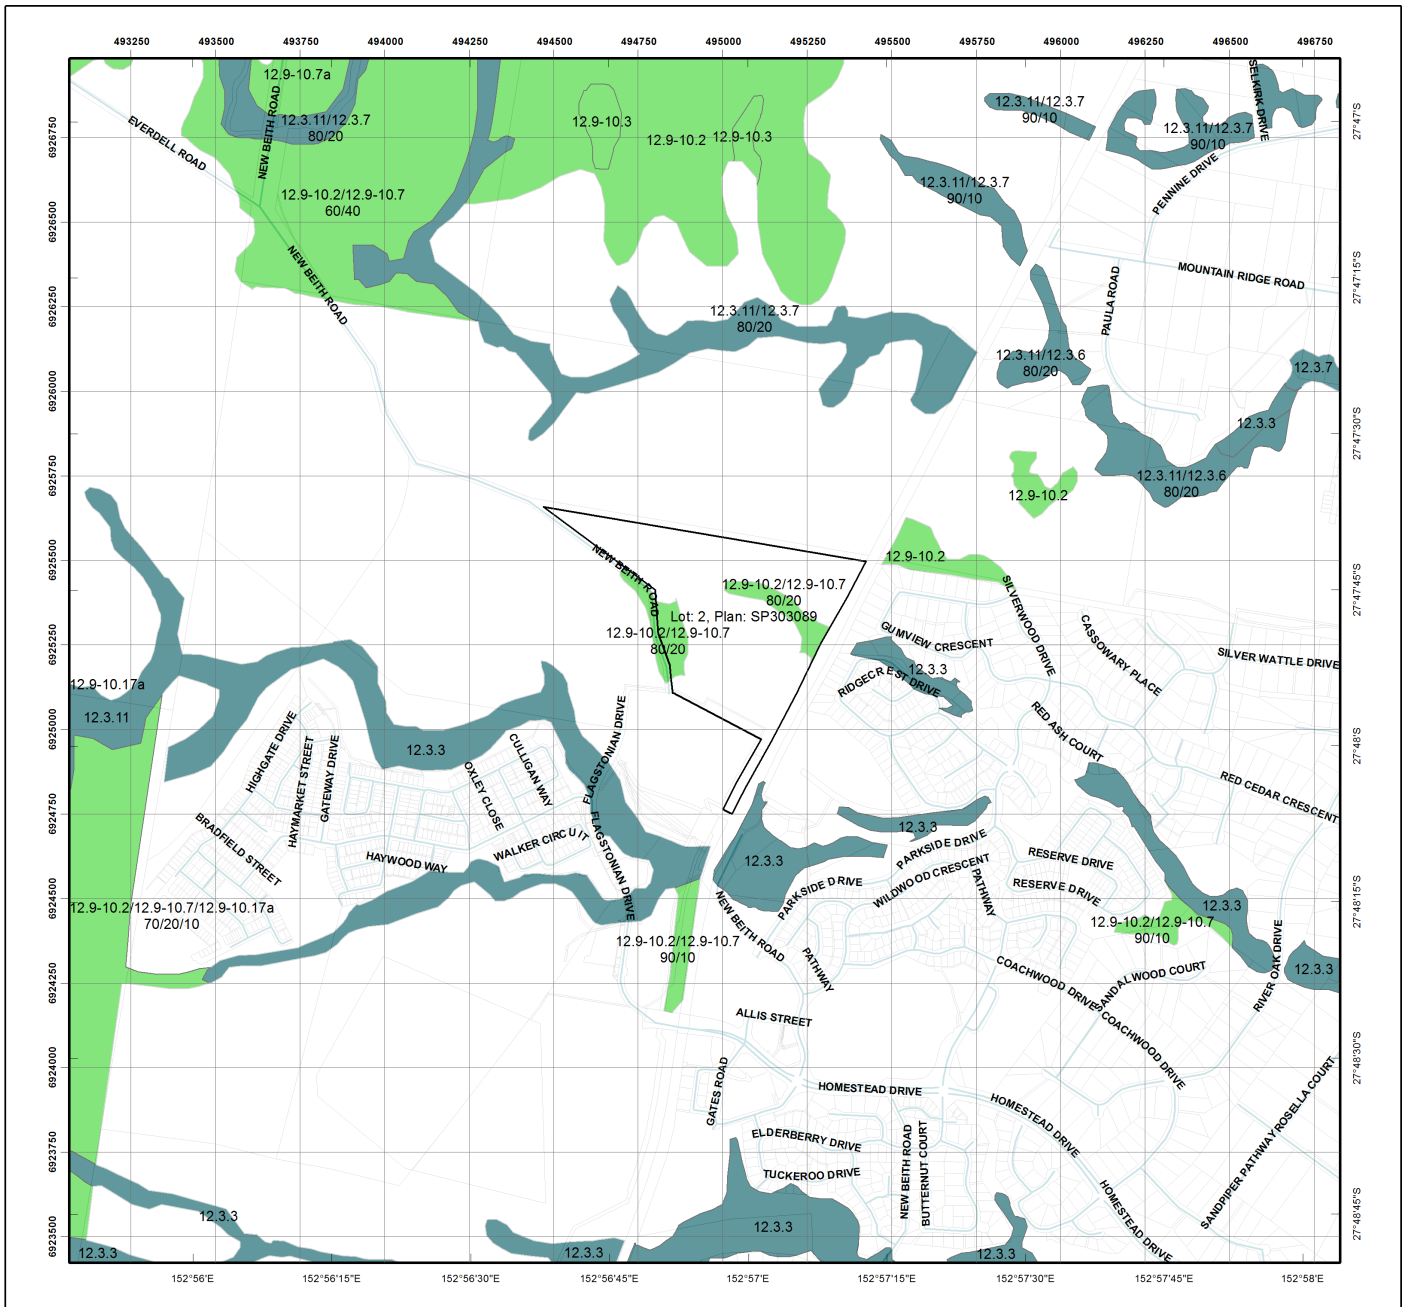 493250 493500 493750 494000 494250 494500 494750 495000 495250 495500 495750 496000 496250 496500 496750
6926750
6926500
6926250
6926000
6925750
6925500
6925250
6925000
6924750
6924500
6924250
6924000
6923750
6923500
27°47'S
27°47'15"S
27°47'30"S
27°47'45"S
27°48'S
27°48'15"S
27°48'30"S
27°48'45"S
12.9-10.7a
NEW BEITH ROAD
EVERDELL ROAD
12.3.11/12.3.7
80/20
12.9-10.3
12.9-10.2
12.9-10.3
12.3.11/12.3.7
90/10
SELKIRK DRIVE
12.3.11/12.3.7
90/10
PENNINE DRIVE
12.9-10.2/12.9-10.7
60/40
12.3.11/12.3.7
90/10
NEW BEITH ROAD
MOUNTAIN RIDGE ROAD
PAULA ROAD
12.3.11/12.3.7
80/20
12.3.11/12.3.6
80/20
12.3.7
12.3.3
12.3.11/12.3.6
80/20
12.9-10.2
12.9-10.2
NEW BEITH ROAD
12.9-10.2/12.9-10.7
80/20
Lot: 2, Plan: SP303089
12.9-10.2/12.9-10.7
80/20
SILVERWOOD DRIVE
GUMVIEW CRESCENT
CASSOWARY PLACE
SILVER WATTLE DRIVE
12.3.3
RIDGECREST DRIVE
12.9-10.17a
12.3.11
RED ASH COURT
HIGHGATE DRIVE
HAYMARKET STREET
GATEWAY DRIVE
12.3.3
OXLEY CLOSE
CULLIGAN WAY
FLAGSTONIAN DRIVE
RED CEDAR CRESCENT
BRADFIELD STREET
HAYWOOD WAY
WALKER CIRCUIT
FLAGSTONIAN DRIVE
12.3.3
12.3.3
PARKSIDE DRIVE
PARKSIDE DRIVE
WILDWOOD CRESCENT
PATHWAY
RESERVE DRIVE
RESERVE DRIVE
12.3.3
12.9-10.2/12.9-10.7/12.9-10.17a
70/20/10
12.9-10.2/12.9-10.7
90/10
NEW BEITH ROAD
PATHWAY
12.9-10.2/12.9-10.7
90/10
COACHWOOD DRIVE
SANDALWOOD COURT
RIVER OAK DRIVE
12.3.3
COACHWOOD DRIVE
ALLIS STREET
GATES ROAD
HOMESTEAD DRIVE
HOMESTEAD DRIVE
SANDPIPER PATHWAY
ROSELLA COURT
ELDERBERRY DRIVE
TUCKEROO DRIVE
NEW BEITH ROAD
BUTTERNUT COURT
HOMESTEAD DRIVE
12.3.3
12.3.3
12.3.3
12.3.3
12.3.3
152°56'E 152°56'15"E 152°56'30"E 152°56'45"E 152°57'E 152°57'15"E 152°57'30"E 152°57'45"E 152°58'E